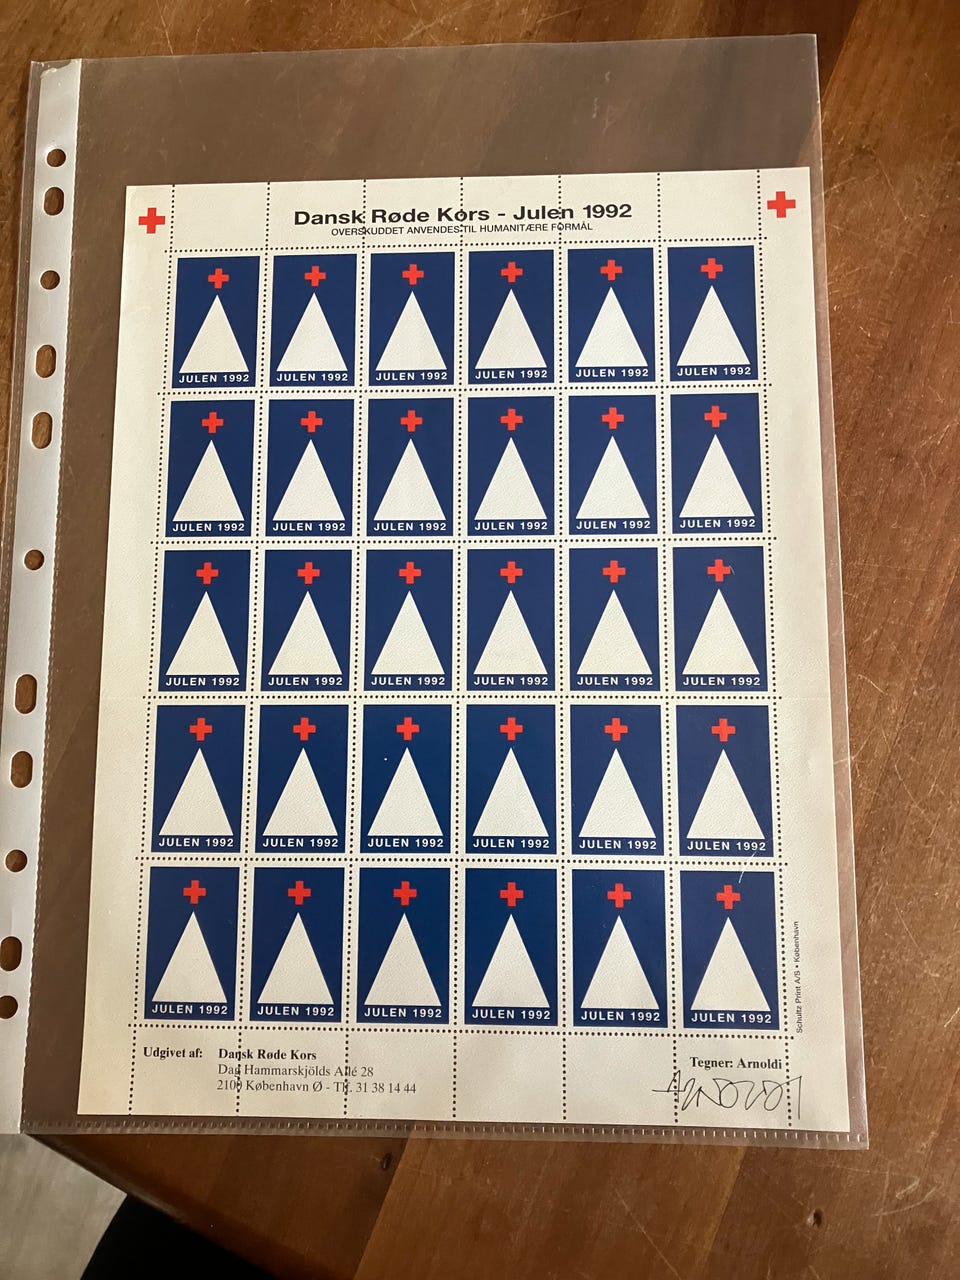 Dansk Røde Kors - Julen 1992
OVERSKUDDET ANVENDES TIL HUMANITÆRE FORMÅL
JULEN 1992 JULEN 1992 JULEN 1992 JULEN 1992 JULEN 1992 JULEN 1992
JULEN 1992 JULEN 1992 JULEN 1992 JULEN 1992 JULEN 1992 JULEN 1992
JULEN 1992 JULEN 1992 JULEN 1992 JULEN 1992 JULEN 1992 JULEN 1992
JULEN 1992 JULEN 1992 JULEN 1992 JULEN 1992 JULEN 1992 JULEN 1992
JULEN 1992 JULEN 1992 JULEN 1992 JULEN 1992 JULEN 1992 JULEN 1992
Schultz Print A/S • København
Udgivet af: Dansk Røde Kors
Dag Hammarskjölds Allé 28
2100 København Ø - Tlf. 31 38 14 44
Tegner: Arnoldi
ARNOLDI